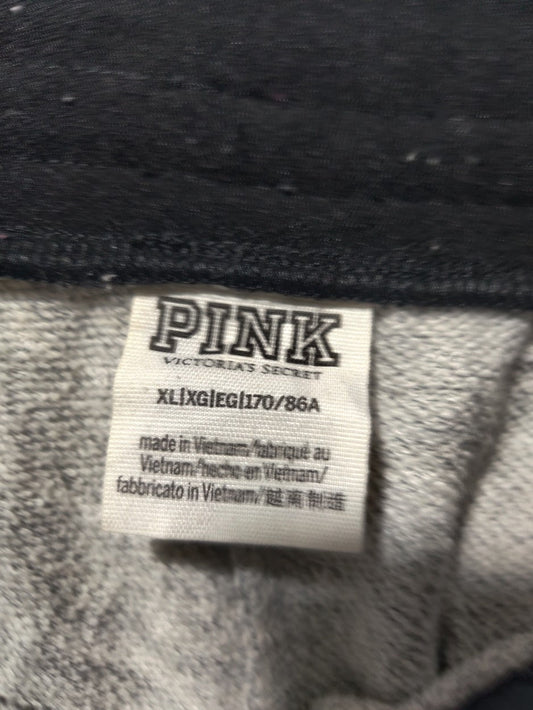 PINK
VICTORIA'S SECRET
XL|XG|EG|170/86A
made in Vietnam/fabriqué au
Vietnam/hecho en Vietnam/
fabbricato in Vietnam/越南制造